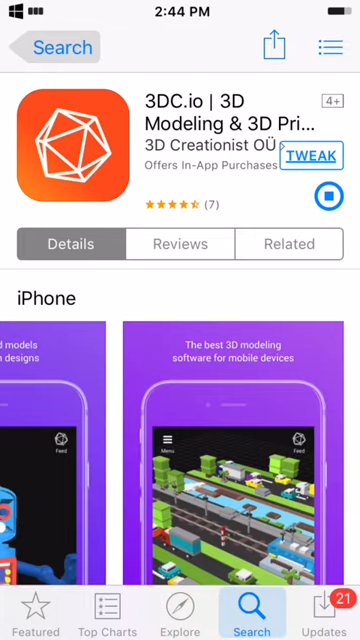 2:44 PM
Search
3DC.io | 3D
Modeling & 3D Pri...
4+
3D Creationist OÜ
Offers In-App Purchases
TWEAK
(7)
Details
Reviews
Related
iPhone
d models
n designs
The best 3D modeling
software for mobile devices
Feed
Menu
Feed
Featured
Top Charts
Explore
Search
Updates
21